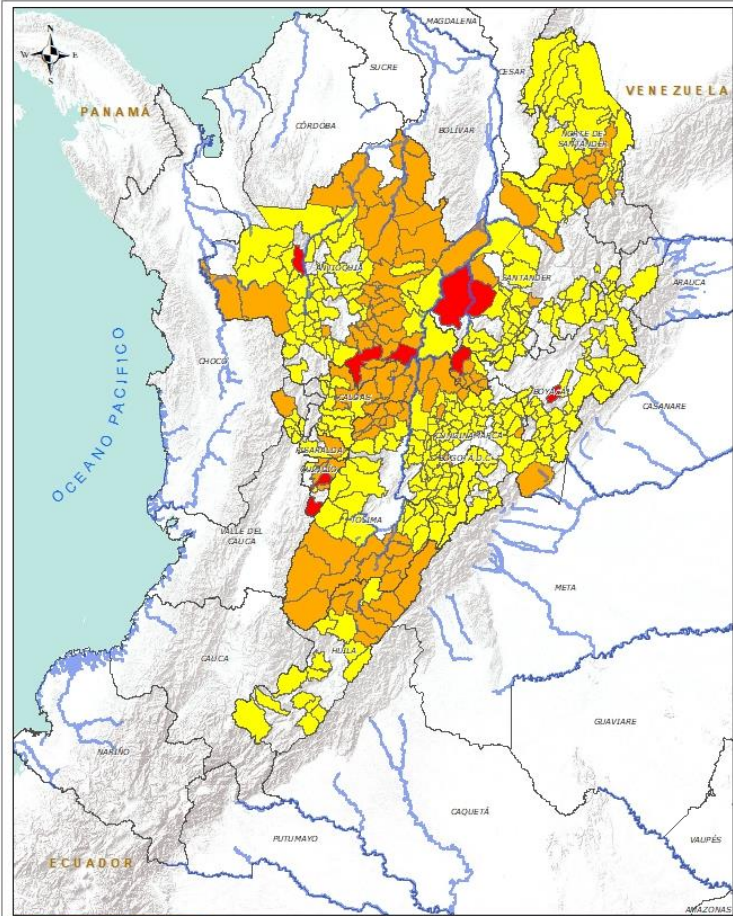 N
W E
S
MAGDALENA
SUCRE
CESAR
VENEZUELA
PANAMÁ
CÓRDOBA
BOLÍVAR
NORTE DE
SANTANDER
ANTIOQUIA
SANTANDER
ARAUCA
CHOCÓ
OCEANO PACIFICO
BOYACÁ
CALDAS
CASANARE
CUNDINAMARCA
RISARALDA
BOGOTÁ, D.C.
QUINDIO
TOLIMA
VALLE DEL
CAUCA
META
HUILA
CAUCA
GUAVIARE
NARIÑO
CAQUETÁ
PUTUMAYO
VAUPÉS
ECUADOR
AMAZONAS